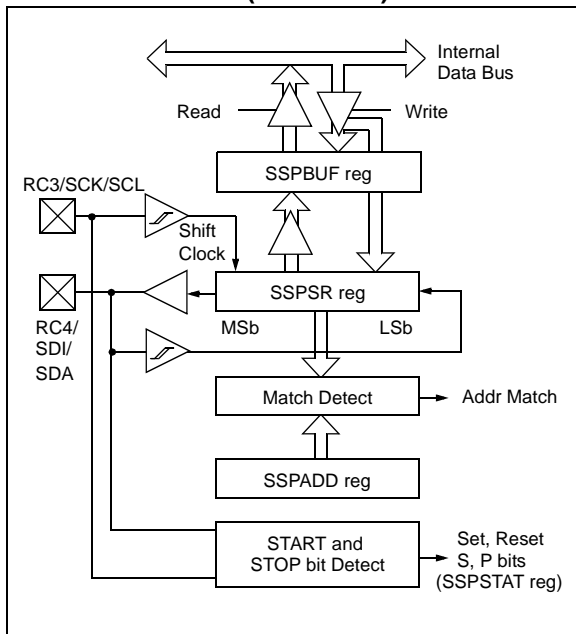 Internal
Data Bus
Read
Write
SSPBUF reg
RC3/SCK/SCL
Shift
Clock
SSPSR reg
MSb
LSb
RC4/
SDI/
SDA
Match Detect
Addr Match
SSPADD reg
START and
STOP bit Detect
Set, Reset
S, P bits
(SSPSTAT reg)